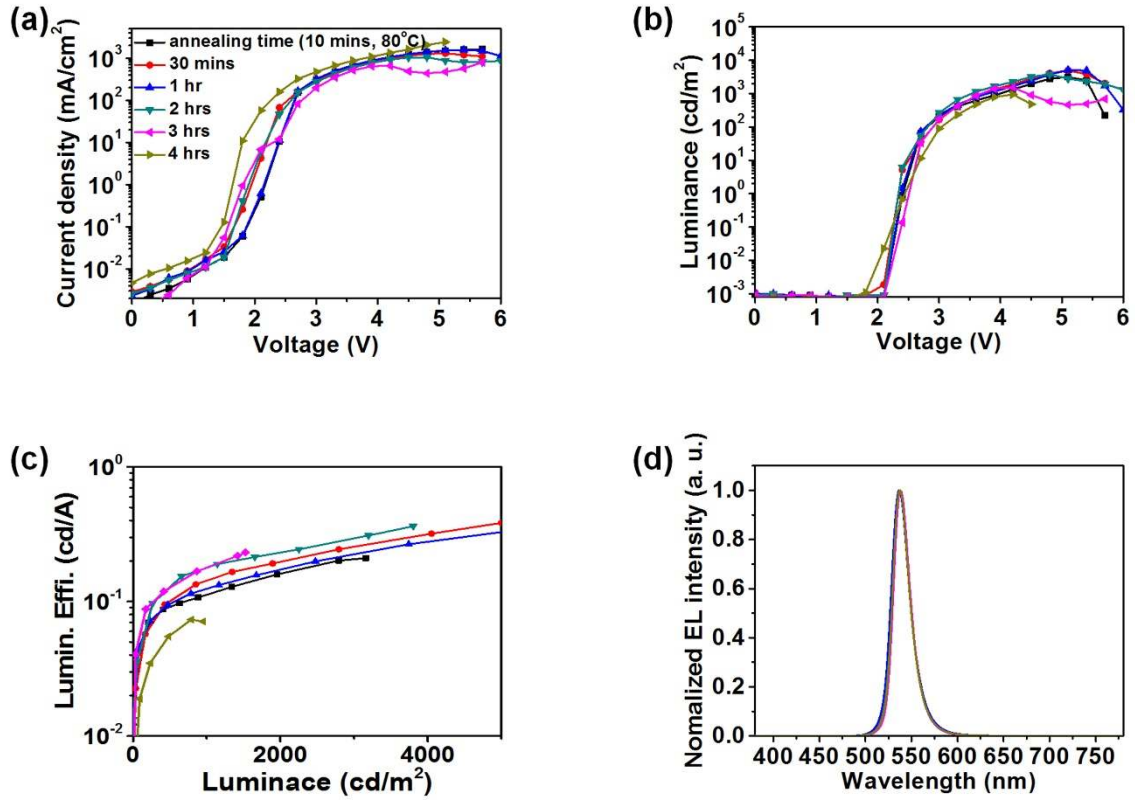 (a)
Current density (mA/cm²)
10³
10²
10¹
10⁰
10⁻¹
10⁻²
annealing time (10 mins, 80°C)
30 mins
1 hr
2 hrs
3 hrs
4 hrs
0 1 2 3 4 5 6
Voltage (V)
(b)
Luminance (cd/m²)
10⁵
10⁴
10³
10²
10¹
10⁰
10⁻¹
10⁻²
10⁻³
0 1 2 3 4 5 6
Voltage (V)
(c)
Lumin. Effi. (cd/A)
10⁰
10⁻¹
10⁻²
0 2000 4000
Luminace (cd/m²)
(d)
Nomalized EL intensity (a. u.)
1.0
0.8
0.6
0.4
0.2
0.0
400 450 500 550 600 650 700 750
Wavelength (nm)